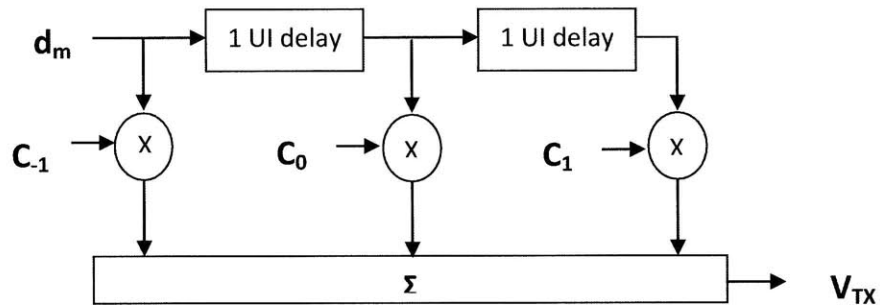 d_m
1 UI delay
1 UI delay
X
X
X
C_-1
C_0
C_1
Σ
V_TX